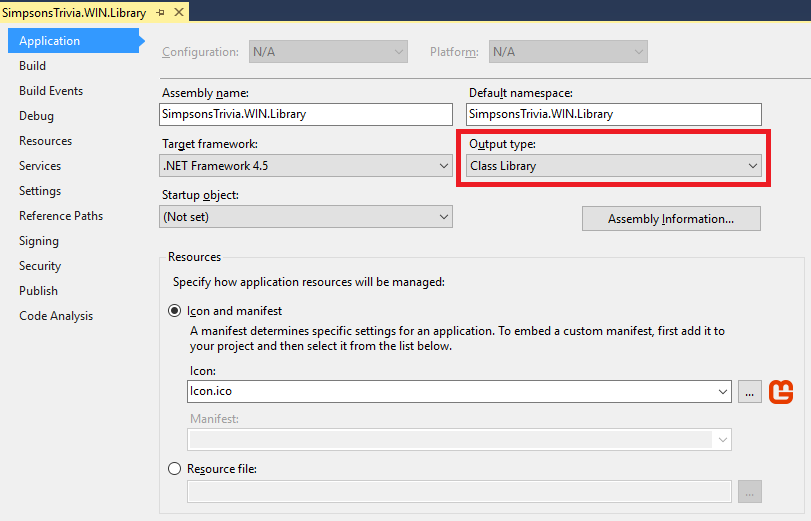 SimpsonsTrivia.WIN.Library
Application
Build
Build Events
Debug
Resources
Services
Settings
Reference Paths
Signing
Security
Publish
Code Analysis
Configuration: N/A Platform: N/A
Assembly name: Default namespace:
SimpsonsTrivia.WIN.Library SimpsonsTrivia.WIN.Library
Target framework: Output type:
.NET Framework 4.5 Class Library
Startup object:
(Not set) Assembly Information...
Resources
Specify how application resources will be managed:
Icon and manifest
A manifest determines specific settings for an application. To embed a custom manifest, first add it to
your project and then select it from the list below.
Icon:
Icon.ico ...
Manifest:
Resource file:
...